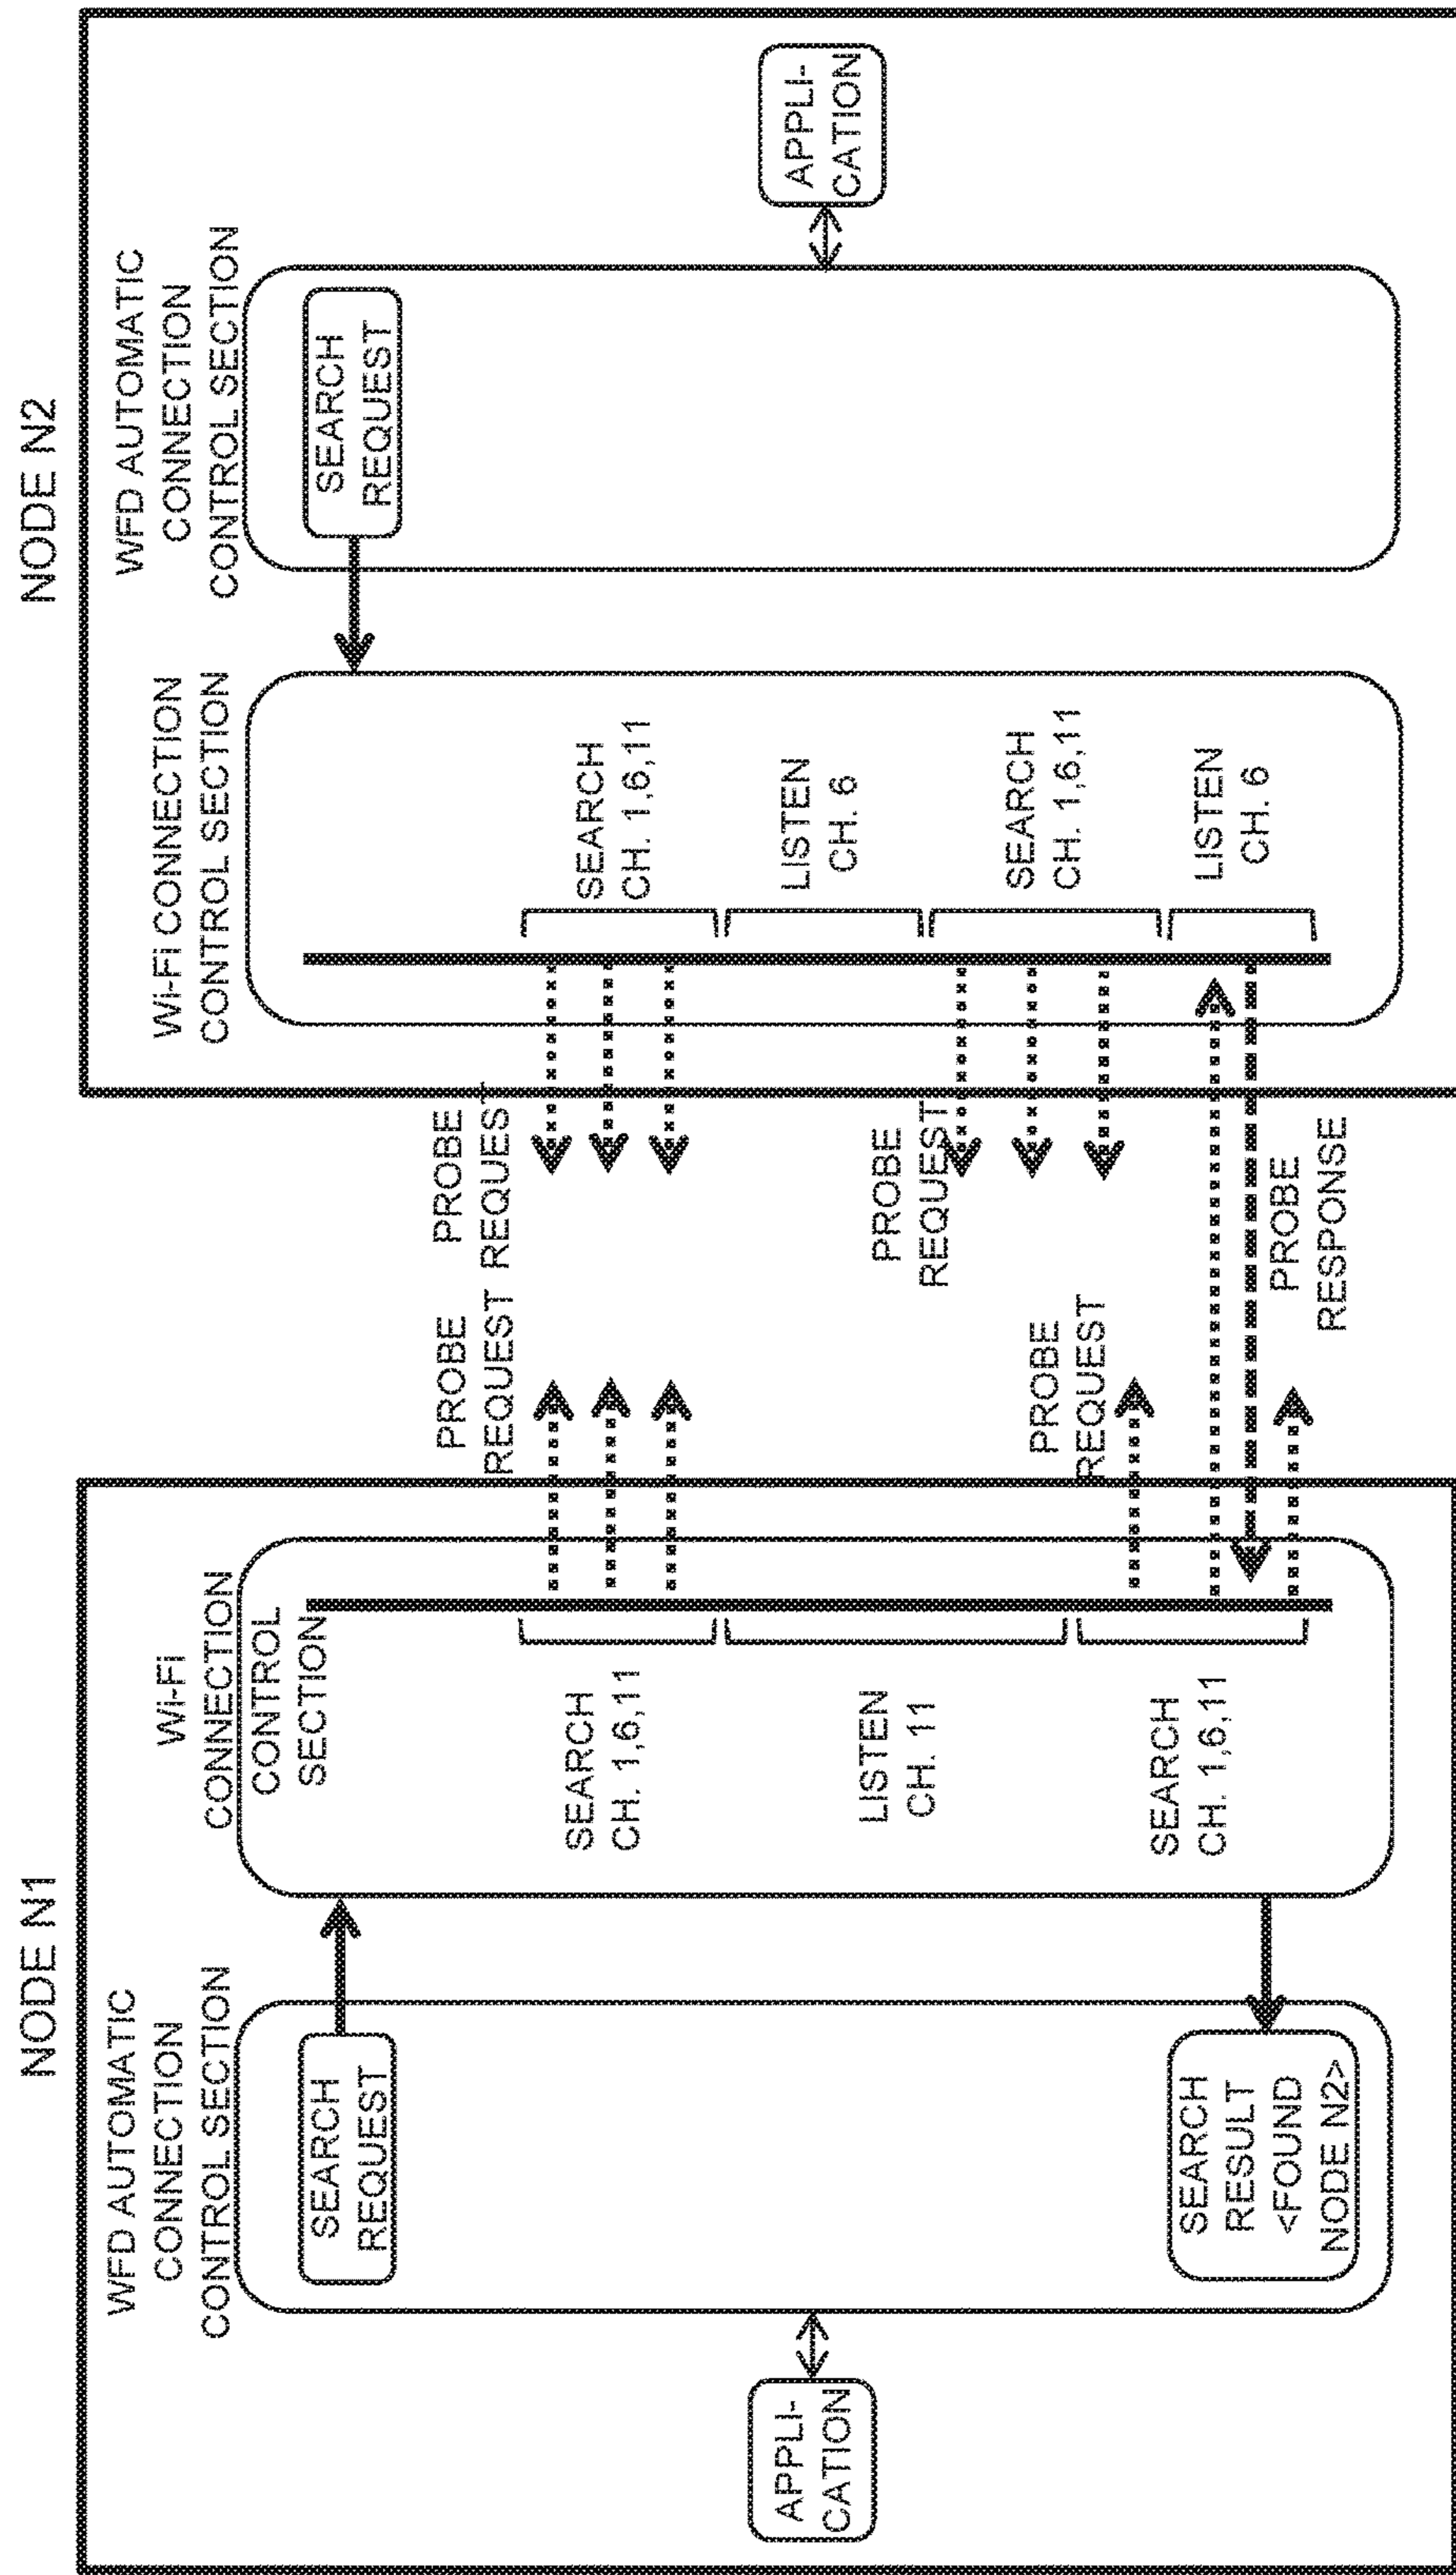 NODE N1
WFD AUTOMATIC
CONNECTION
CONTROL SECTION
Wi-Fi
CONNECTION
CONTROL
SECTION
APPLI-
CATION
SEARCH
REQUEST
SEARCH
CH. 1,6,11
LISTEN
CH. 11
SEARCH
CH. 1,6,11
SEARCH
RESULT
<FOUND
NODE N2>
PROBE
REQUEST
PROBE
REQUEST
PROBE
REQUEST
PROBE
REQUEST
PROBE
RESPONSE
NODE N2
Wi-Fi CONNECTION
CONTROL SECTION
WFD AUTOMATIC
CONNECTION
CONTROL SECTION
SEARCH
CH. 1,6,11
LISTEN
CH. 6
SEARCH
CH. 1,6,11
LISTEN
CH. 6
SEARCH
REQUEST
APPLI-
CATION